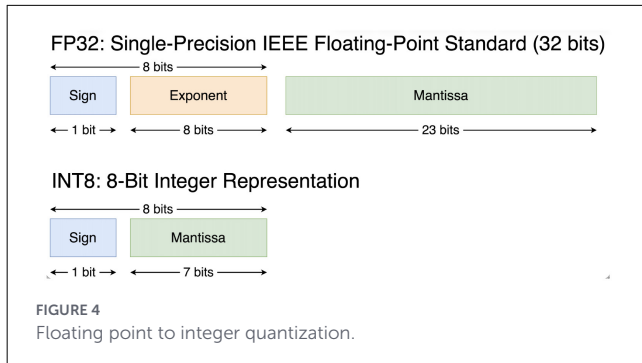 FP32: Single-Precision IEEE Floating-Point Standard (32 bits)
8 bits
Sign Exponent Mantissa
1 bit 8 bits 23 bits
INT8: 8-Bit Integer Representation
8 bits
Sign Mantissa
1 bit 7 bits
FIGURE 4
Floating point to integer quantization.